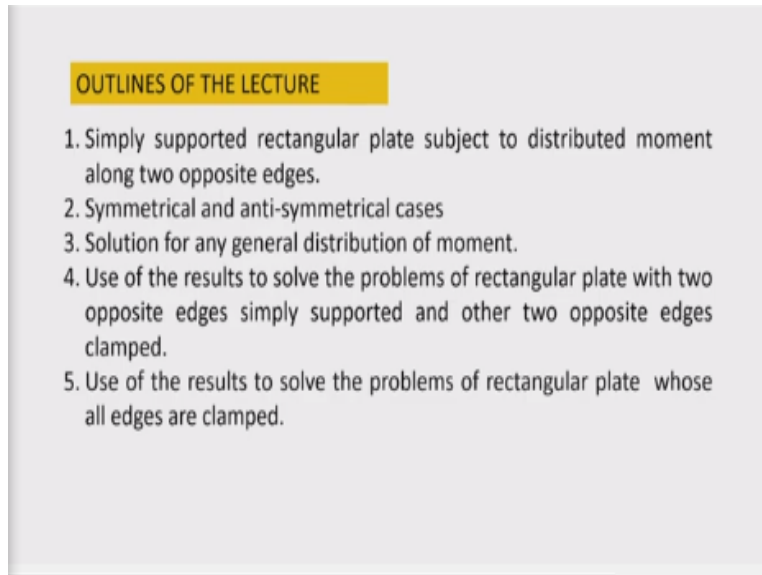 OUTLINES OF THE LECTURE
1. Simply supported rectangular plate subject to distributed moment
along two opposite edges.
2. Symmetrical and anti-symmetrical cases
3. Solution for any general distribution of moment.
4. Use of the results to solve the problems of rectangular plate with two
opposite edges simply supported and other two opposite edges
clamped.
5. Use of the results to solve the problems of rectangular plate whose
all edges are clamped.